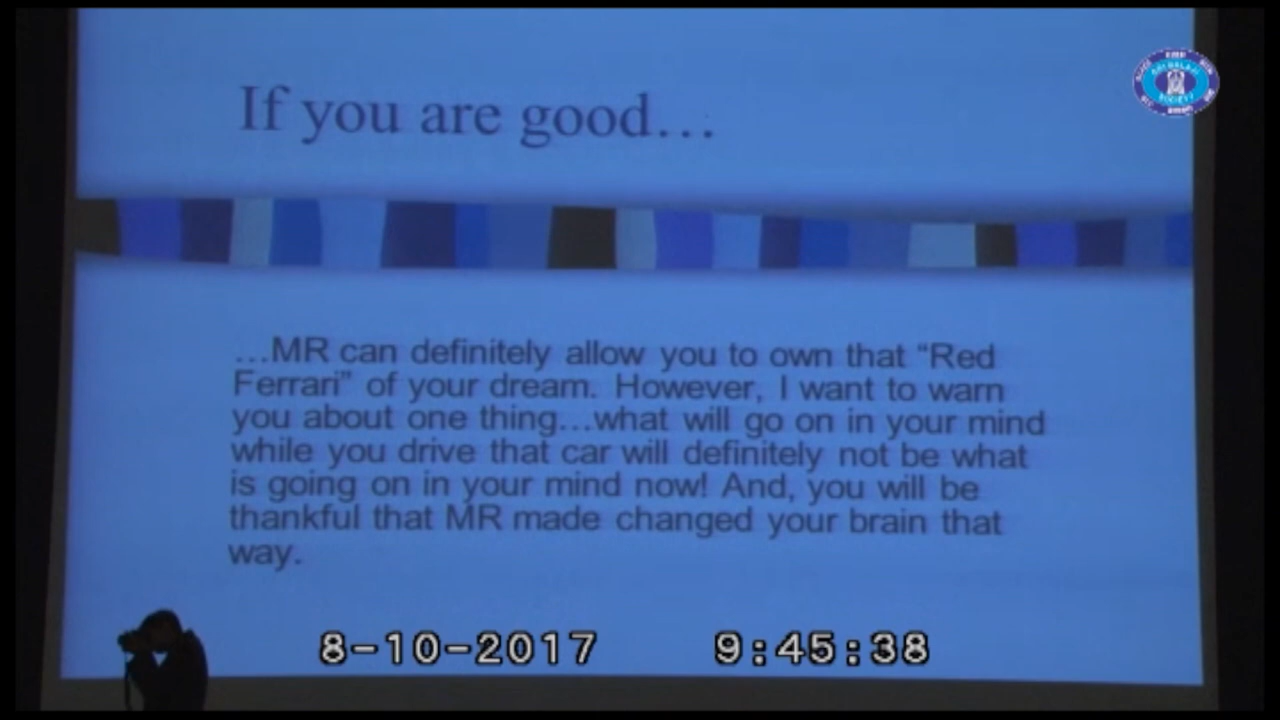 If you are good...
SRI BALAJI
SOCIETY
...MR can definitely allow you to own that “Red
Ferrari” of your dream. However, I want to warn
you about one thing...what will go on in your mind
while you drive that car will definitely not be what
is going on in your mind now! And, you will be
thankful that MR made changed your brain that
way.
8-10-2017 9:45:38